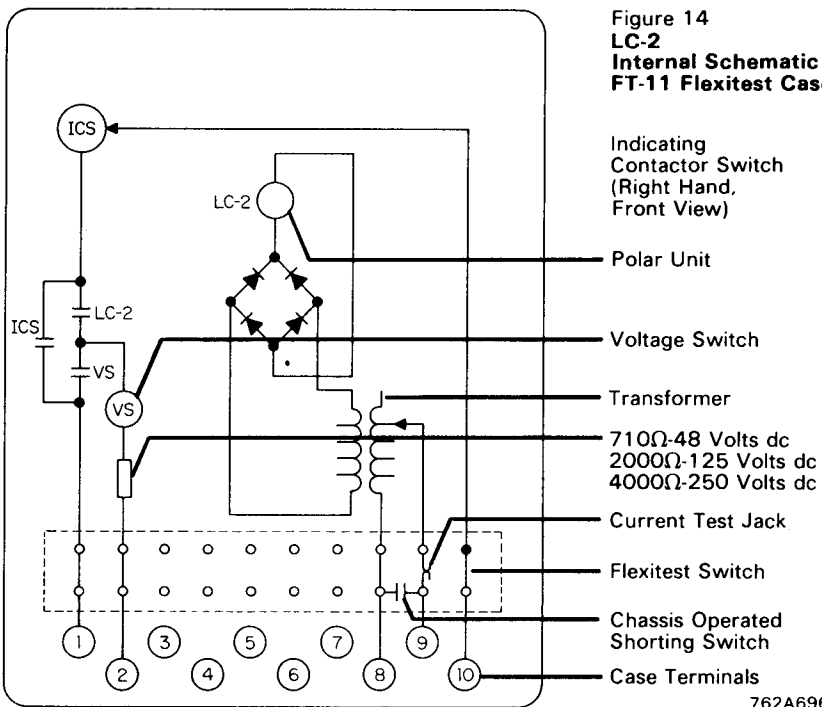 Figure 14
LC-2
Internal Schematic
FT-11 Flexitest
Indicating
Contactor Switch
(Right Hand,
Front View)
Polar Unit
Voltage Switch
Transformer
710Ω-48 Volts dc
2000Ω-125 Volts dc
4000Ω-250 Volts dc
Current Test Jack
Flexitest Switch
Chassis Operated
Shorting Switch
Case Terminals
762A696
ICS
LC-2
ICS
LC-2
VS
VS
1
2
3
4
5
6
7
8
9
10